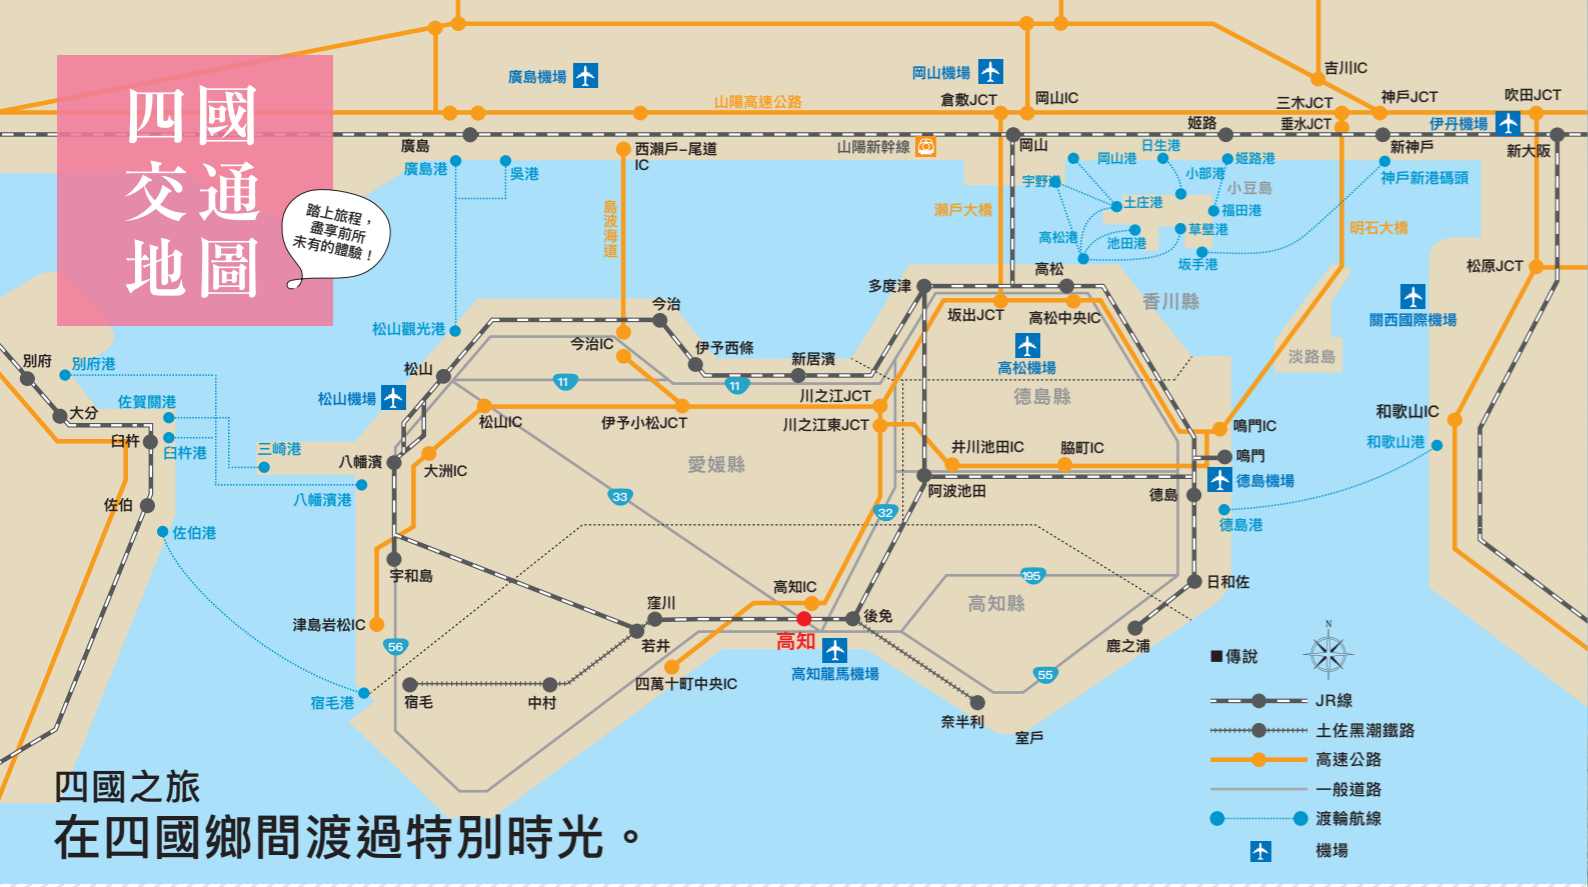 四國
交通
地圖
踏上旅程，
盡享前所
未有的體驗！
廣島機場
岡山機場
吉川IC
山陽高速公路
倉敷JCT
岡山IC
三木JCT
神戶JCT
吹田JCT
姬路
垂水JCT
伊丹機場
廣島
西瀨戶–尾道
IC
山陽新幹線
岡山
新神戶
新大阪
廣島港
吳港
岡山港
日生港
小部港
姬路港
神戶新港碼頭
宇野港
小豆島
島波海道
瀨戶大橋
土庄港
福田港
明石大橋
高松港
池田港
草壁港
坂手港
松原JCT
高松
多度津
香川縣
今治
坂出JCT
高松中央IC
關西國際機場
松山觀光港
今治IC
伊予西條
新居濱
淡路島
別府
別府港
松山
高松機場
11
11
松山機場
川之江JCT
德島縣
佐賀關港
大分
松山IC
伊予小松JCT
川之江東JCT
鳴門IC
和歌山IC
臼杵
臼杵港
三崎港
八幡濱
大洲IC
愛媛縣
井川池田IC
脇町IC
鳴門
和歌山港
八幡濱港
33
阿波池田
德島
德島機場
佐伯
32
德島港
佐伯港
宇和島
高知IC
195
日和佐
窪川
後免
高知縣
津島岩松IC
56
若井
高知
鹿之浦
高知龍馬機場
四萬十町中央IC
55
宿毛港
宿毛
中村
奈半利
室戶
N
■傳說
JR線
土佐黑潮鐵路
高速公路
一般道路
渡輪航線
機場
四國之旅
在四國鄉間渡過特別時光。